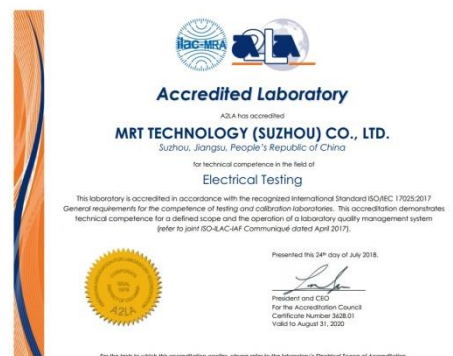 ilac-MRA
A2LA
Accredited Laboratory
A2LA has accredited
MRT TECHNOLOGY (SUZHOU) CO., LTD.
Suzhou, Jiangsu, People's Republic of China
for technical competence in the field of
Electrical Testing
This laboratory is accredited in accordance with the recognized International Standard ISO/IEC 17025:2017
General requirements for the competence of testing and calibration laboratories. This accreditation demonstrates
technical competence for a defined scope and the operation of a laboratory quality management system
(refer to joint ISO-ILAC-IAF Communiqué dated April 2017).
Presented this 24th day of July 2018.
President and CEO
For the Accreditation Council
Certificate Number 3628.01
Valid to August 31, 2020
CORPORATE
SEAL
1978
A2LA